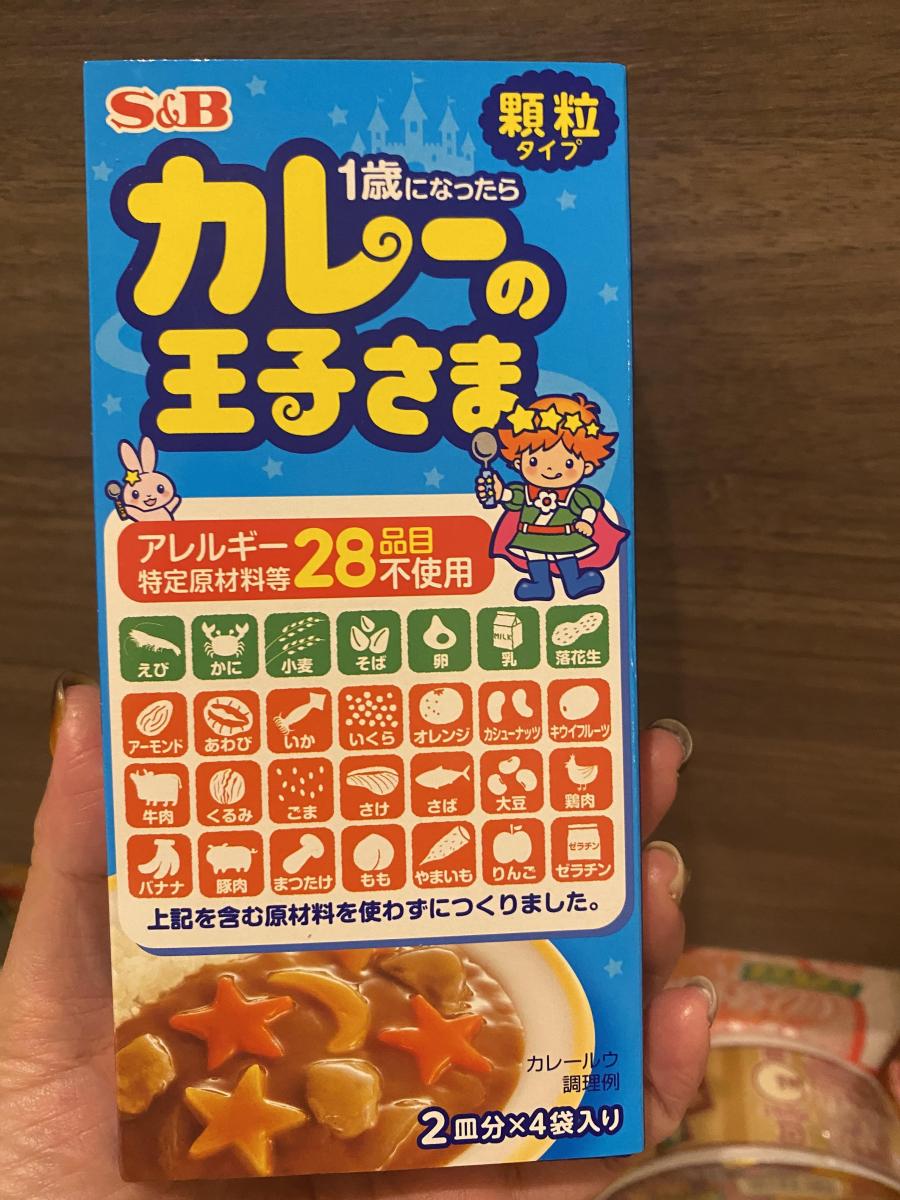 S&B
顆粒
タイプ
1歳になったら
カレーの
王子さま
アレルギー
特定原材料等28品目
不使用
えび かに 小麦 そば 卵 MILK 乳 落花生
アーモンド あわび いか いくら オレンジ カシューナッツ キウイフルーツ
牛肉 くるみ ごま さけ さば 大豆 鶏肉
バナナ 豚肉 まつたけ もも やまいも りんご ゼラチン ゼラチン
上記を含む原材料を使わずにつくりました。
カレールウ
調理例
2皿分×4袋入り